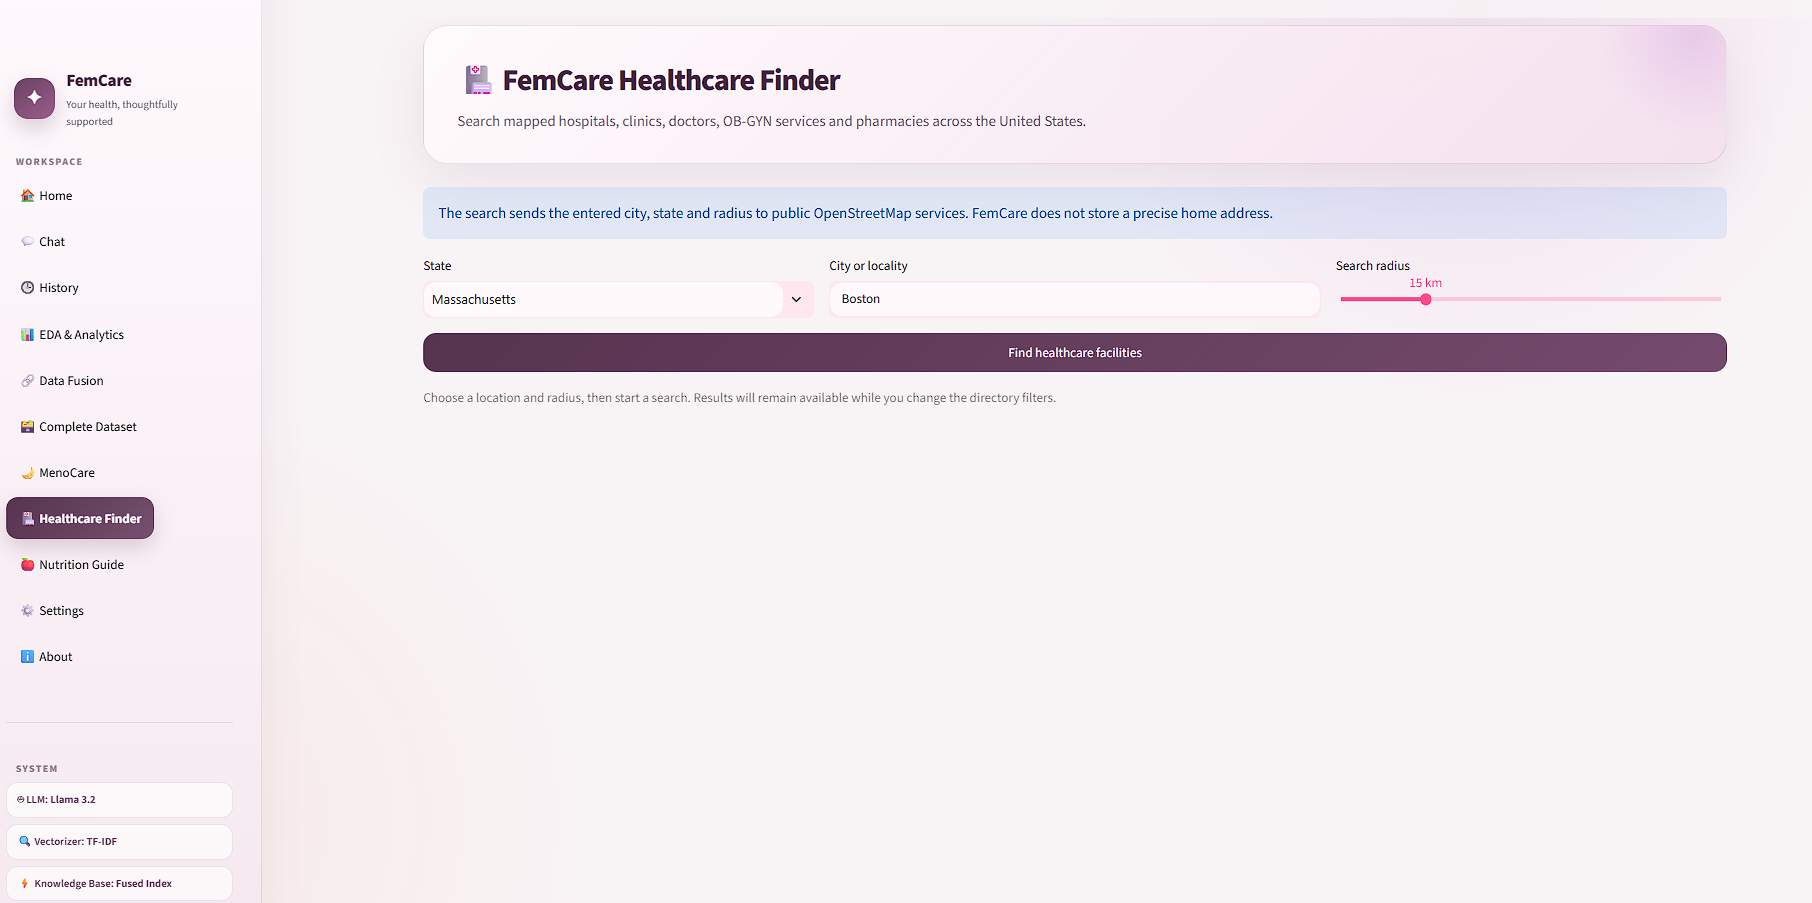 FemCare
Your health, thoughtfully
supported
WORKSPACE
Home
Chat
History
EDA & Analytics
Data Fusion
Complete Dataset
MenoCare
Healthcare Finder
Nutrition Guide
Settings
About
SYSTEM
LLM: Llama 3.2
Vectorizer: TF-IDF
Knowledge Base: Fused Index
FemCare Healthcare Finder
Search mapped hospitals, clinics, doctors, OB-GYN services and pharmacies across the United States.
The search sends the entered city, state and radius to public OpenStreetMap services. FemCare does not store a precise home address.
State
Massachusetts
City or locality
Boston
Search radius
15 km
Find healthcare facilities
Choose a location and radius, then start a search. Results will remain available while you change the directory filters.